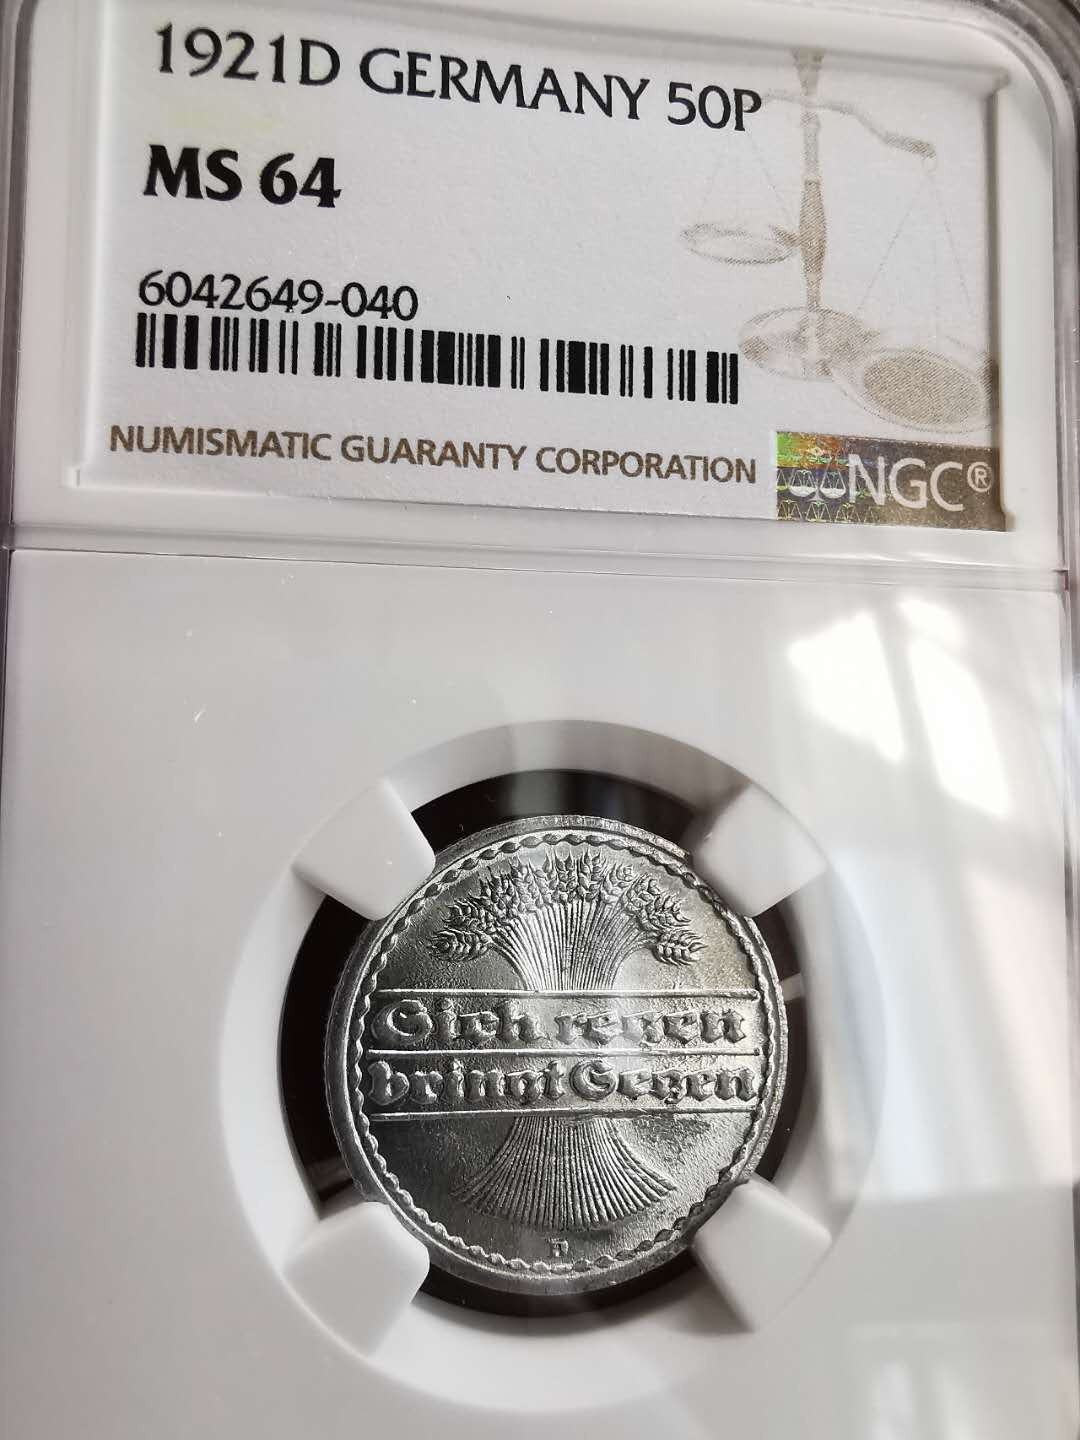 1921D GERMANY 50P
MS 64
6042649-040
NUMISMATIC GUARANTY CORPORATION
NGC®
Sich regen
bringt Segen